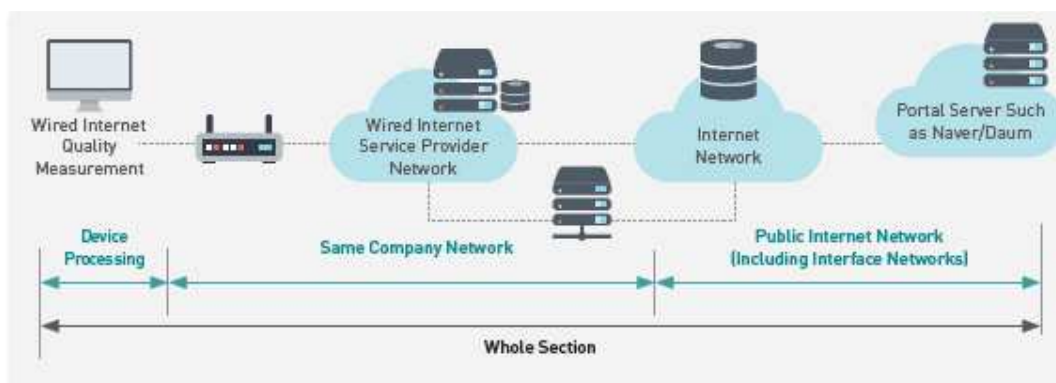 Wired Internet
Quality
Measurement
Wired Internet
Service Provider
Network
Internet
Network
Portal Server Such
as Naver/Daum
Device
Processing
Same Company Network
Public Internet Network
(Including Interface Networks)
Whole Section